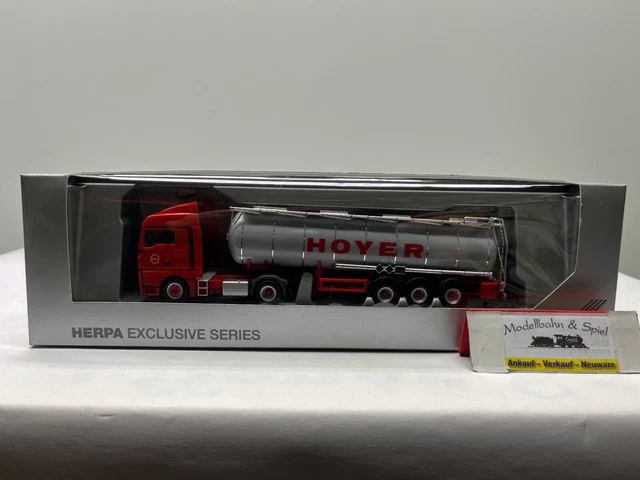 HOYER
HERPA EXCLUSIVE SERIES
Modellbahn & Spiel
Ankauf - Verkauf - Neuware